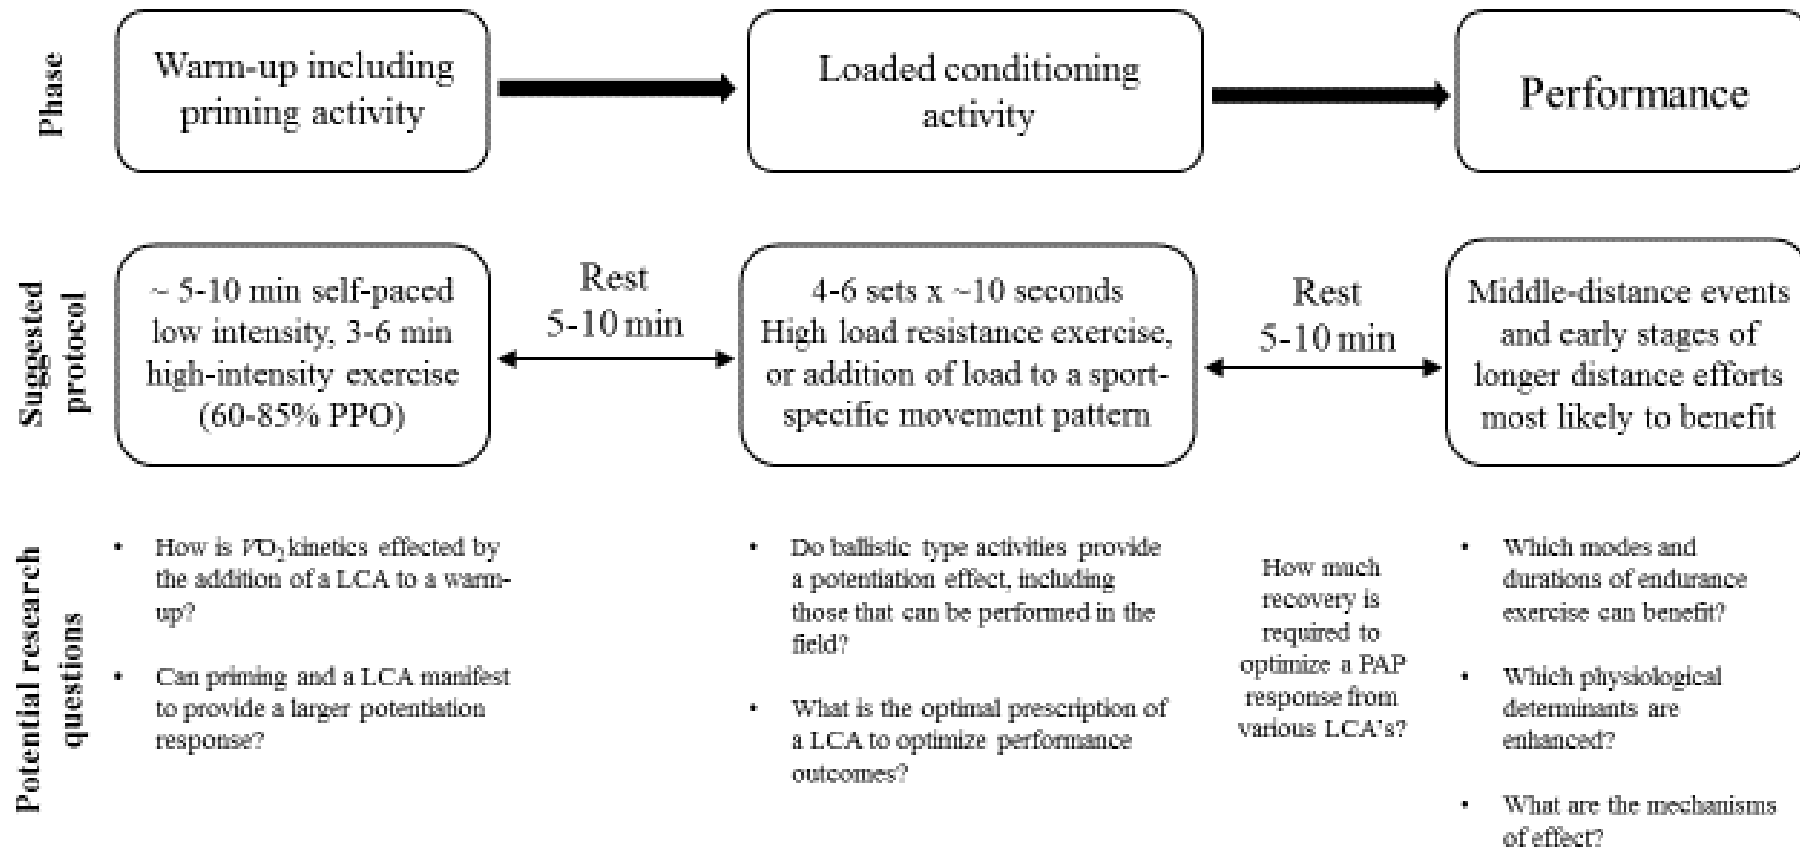 Phase
Warm-up including
priming activity
Loaded conditioning
activity
Performance
Suggested
protocol
~ 5-10 min self-paced
low intensity, 3-6 min
high-intensity exercise
(60-85% PPO)
Rest
5-10 min
4-6 sets x ~10 seconds
High load resistance exercise,
or addition of load to a sport-
specific movement pattern
Rest
5-10 min
Middle-distance events
and early stages of
longer distance efforts
most likely to benefit
Potential research
questions
• How is VO₂ kinetics effected by
the addition of a LCA to a warm-
up?
• Can priming and a LCA manifest
to provide a larger potentiation
response?
• Do ballistic type activities provide
a potentiation effect, including
those that can be performed in the
field?
• What is the optimal prescription of
a LCA to optimize performance
outcomes?
How much
recovery is
required to
optimize a PAP
response from
various LCA's?
• Which modes and
durations of endurance
exercise can benefit?
• Which physiological
determinants are
enhanced?
• What are the mechanisms
of effect?